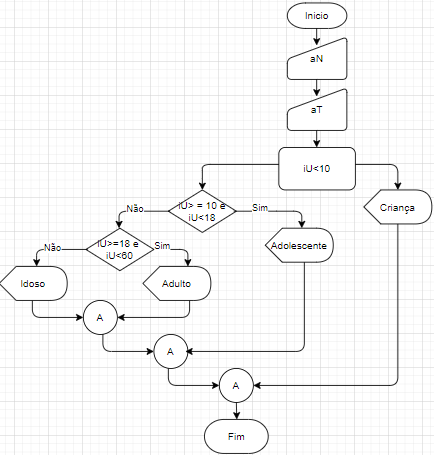 Inicio
aN
aT
iU<10
iU> = 10 e
iU<18
Não
Sim
Criança
iU>=18 e
iU<60
Adolescente
Não
Sim
Idoso
Adulto
A
A
A
Fim